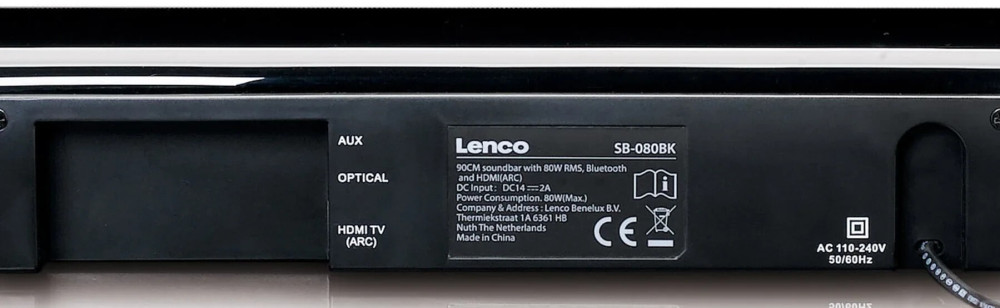 AUX
OPTICAL
HDMI TV
(ARC)
Lenco SB-080BK
90CM soundbar with 80W RMS, Bluetooth
and HDMI(ARC)
DC Input : DC14⎓2A
Power Consumption. 80W(Max.)
Company & Address : Lenco Benelux B.V.
Thermiekstraat 1A 6361 HB
Nuth The Netherlands
Made in China
CE
AC 110-240V
50/60Hz